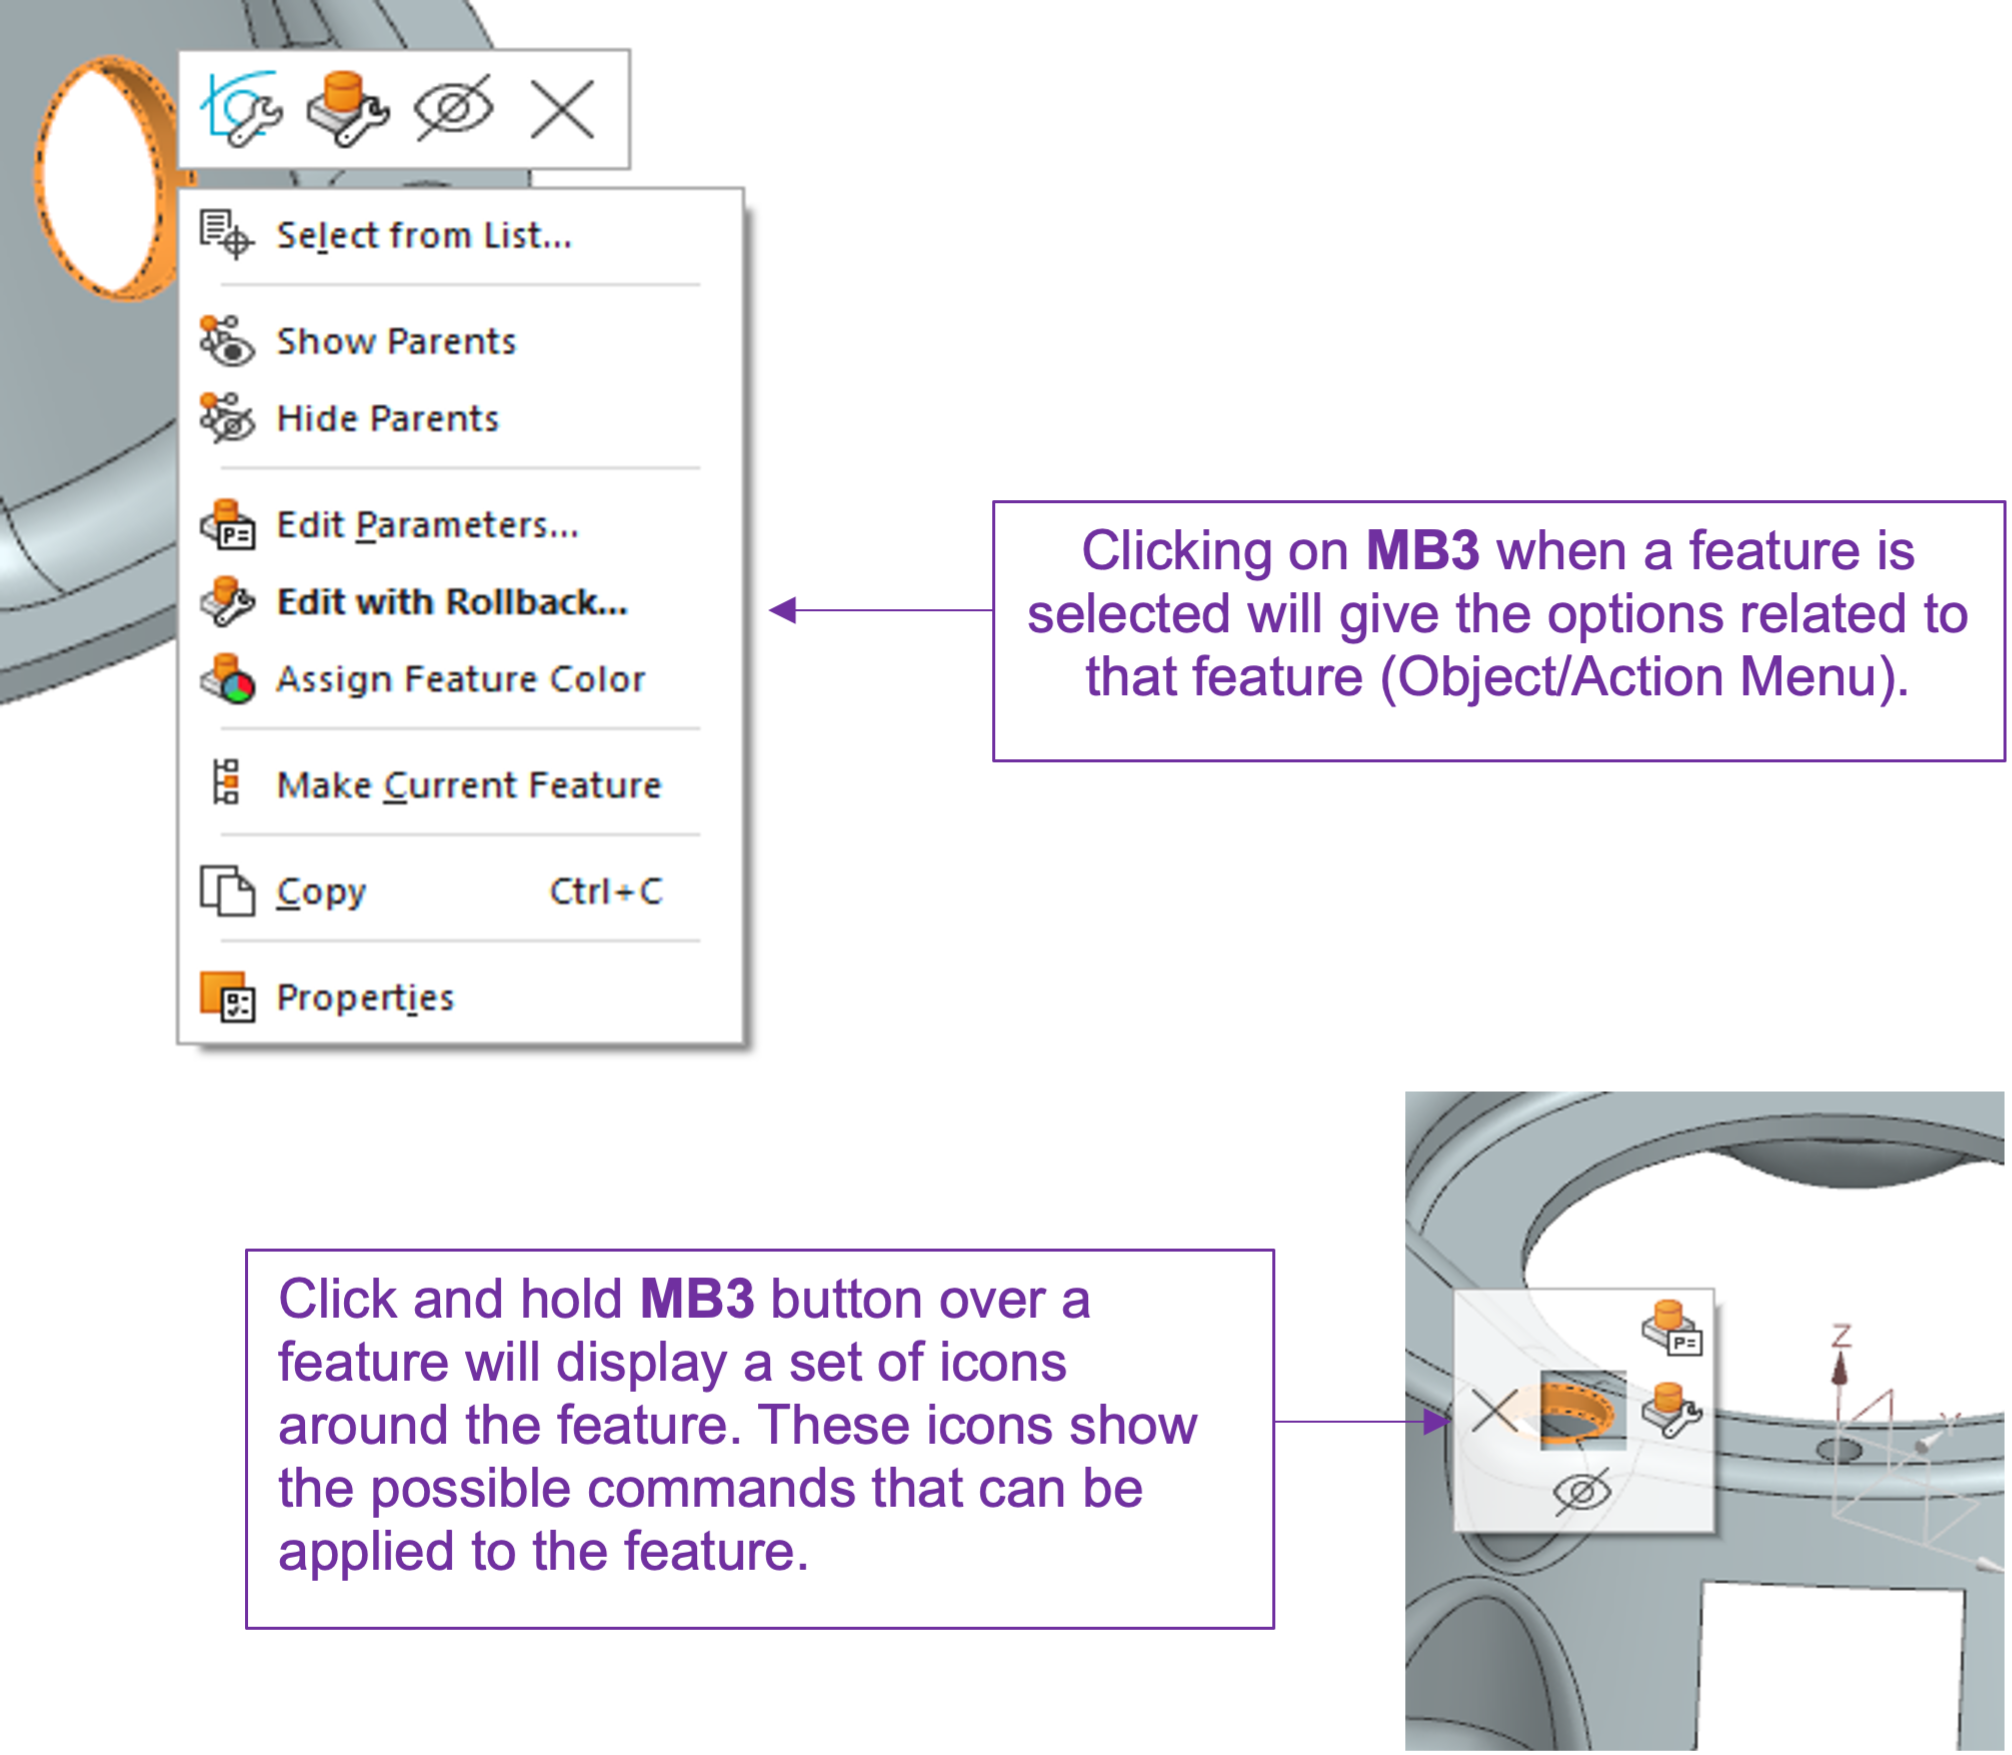 Select from List...
Show Parents
Hide Parents
Edit Parameters...
Edit with Rollback...
Assign Feature Color
Make Current Feature
Copy Ctrl+C
Properties
P=
Clicking on MB3 when a feature is
selected will give the options related to
that feature (Object/Action Menu).
Click and hold MB3 button over a
feature will display a set of icons
around the feature. These icons show
the possible commands that can be
applied to the feature.
P=
Z
Y